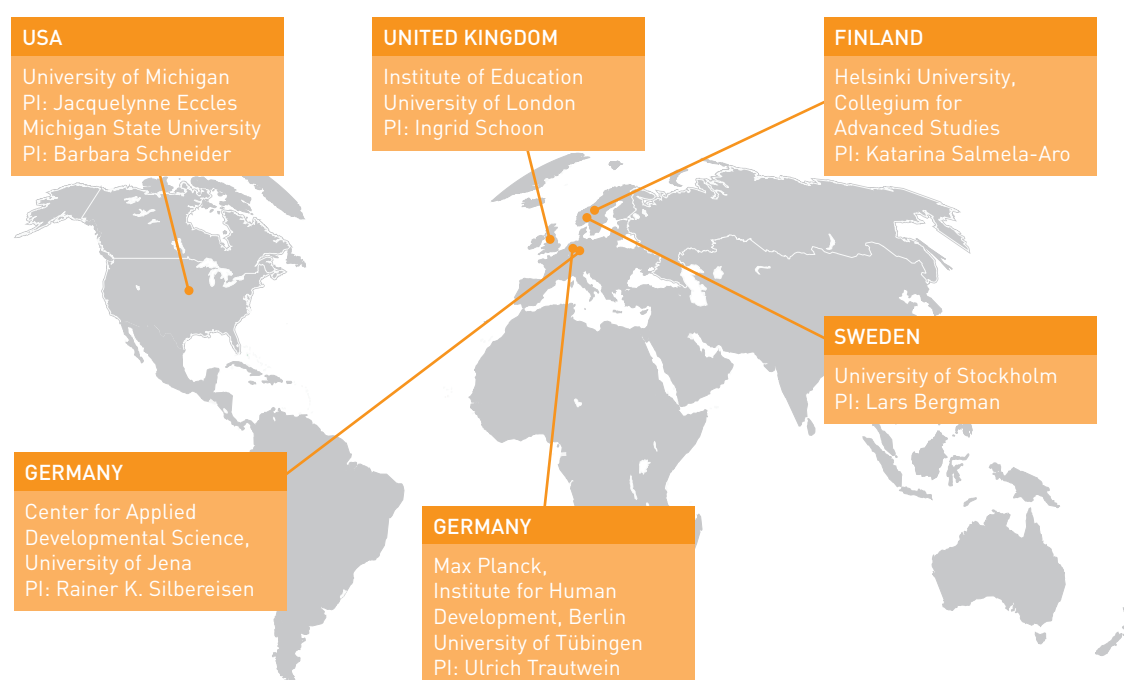 USA
University of Michigan
PI: Jacquelynne Eccles
Michigan State University
PI: Barbara Schneider
UNITED KINGDOM
Institute of Education
University of London
PI: Ingrid Schoon
FINLAND
Helsinki University,
Collegium for
Advanced Studies
PI: Katarina Salmela-Aro
SWEDEN
University of Stockholm
PI: Lars Bergman
GERMANY
Center for Applied
Developmental Science,
University of Jena
PI: Rainer K. Silbereisen
GERMANY
Max Planck,
Institute for Human
Development, Berlin
University of Tübingen
PI: Ulrich Trautwein